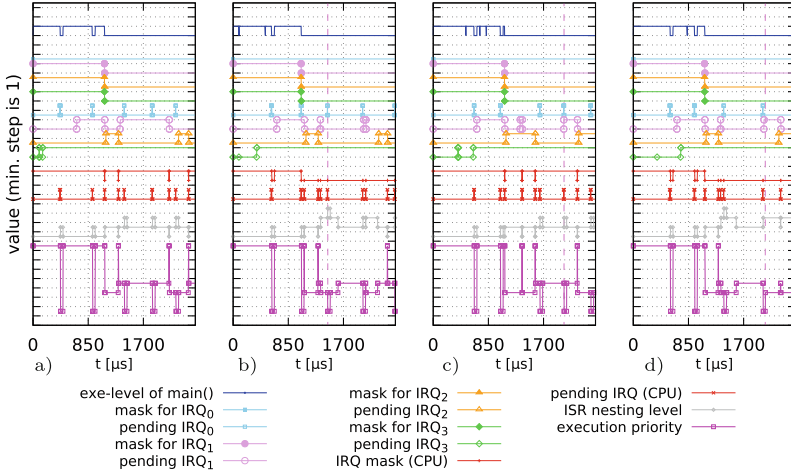 value (min. step is 1)
0 850 1700 0 850 1700 0 850 1700 0 850 1700
a) t [µs] b) t [µs] c) t [µs] d) t [µs]
exe-level of main() mask for IRQ2 pending IRQ (CPU)
mask for IRQ0 pending IRQ2 ISR nesting level
pending IRQ0 mask for IRQ3 execution priority
mask for IRQ1 pending IRQ3
pending IRQ1 IRQ mask (CPU)